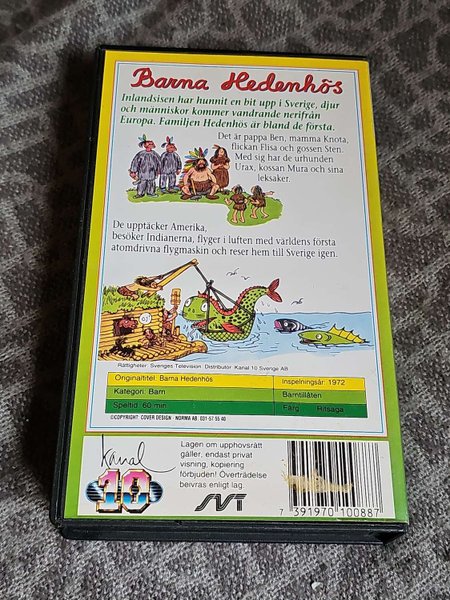 Barna Hedenhös
Inlandsisen har hunnit en bit upp i Sverige, djur
och människor kommer vandrande nerifrån
Europa. Familjen Hedenhös är bland de första.
Det är pappa Ben, mamma Knota,
flickan Flisa och gossen Sten.
Med sig har de urhunden
Urax, kossan Mura och sina
leksaker.
De upptäcker Amerika,
besöker Indianerna, flyger i luften med världens första
atomdrivna flygmaskin och reser hem till Sverige igen.
Rättigheter: Sveriges Television. Distributör: Kanal 10 Sverige AB
Originaltitel: Barna Hedenhös
Inspelningsår: 1972
Kategori: Barn
Barntillåten
Speltid: 60 min
Färg Ritsaga
©COPYRIGHT COVER DESIGN - NORMA AB. 031-57 55 40
Kanal
10
Lagen om upphovsrätt
gäller, endast privat
visning, kopiering
förbjuden! Överträdelse
beivras enligt lag.
SVT
7 391970 100887